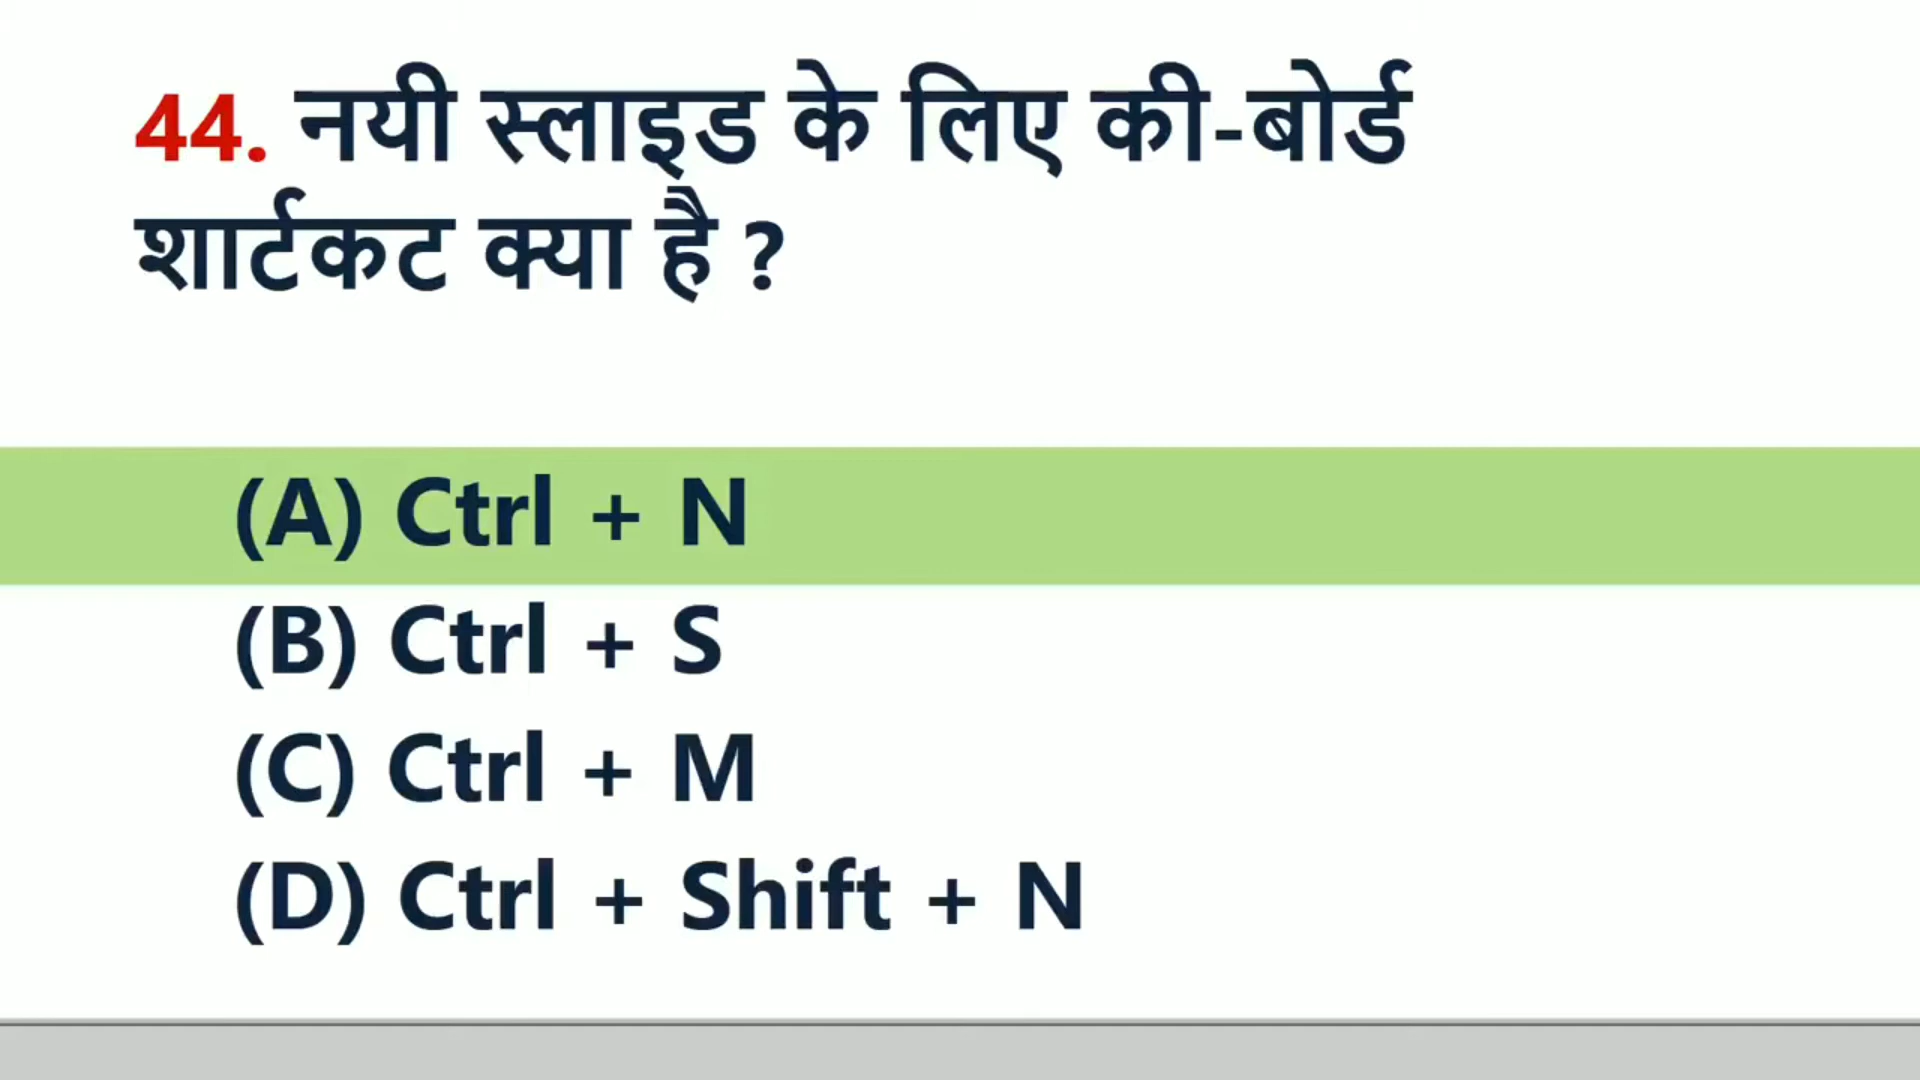 44. नयी स्लाइड के लिए की-बोर्ड
शार्टकट क्या है ?
(A) Ctrl + N
(B) Ctrl + S
(C) Ctrl + M
(D) Ctrl + Shift + N